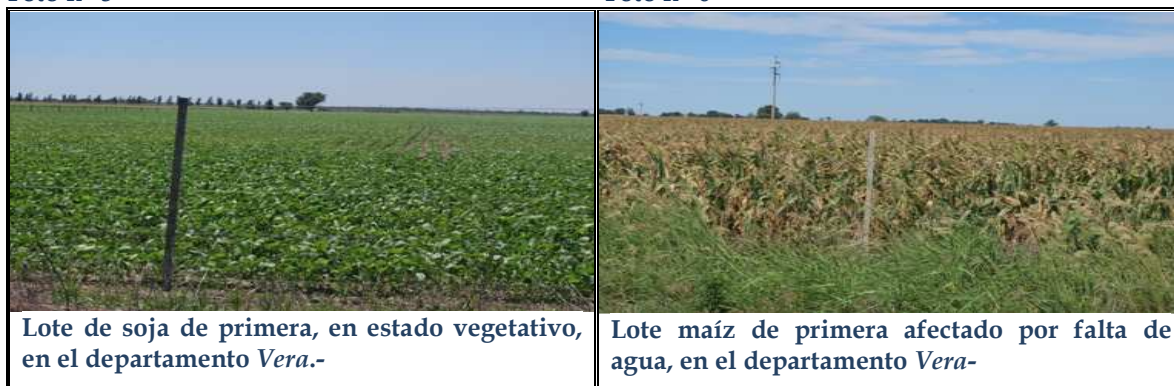 Lote de soja de primera, en estado vegetativo,
en el departamento Vera.-
Lote maíz de primera afectado por falta de
agua, en el departamento Vera-